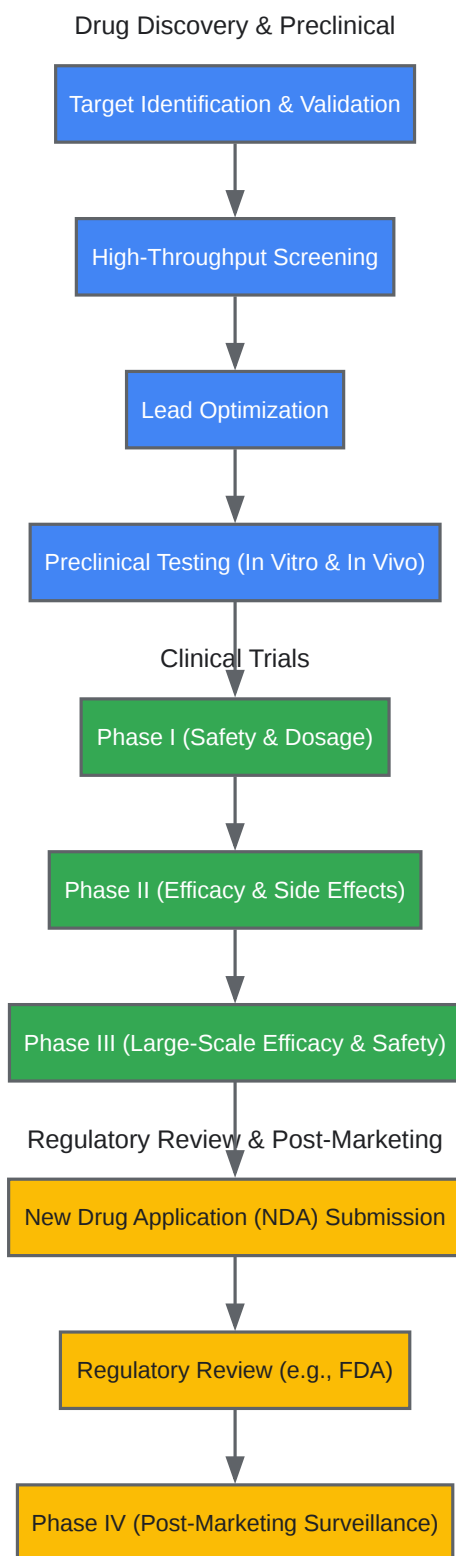 Drug Discovery & Preclinical
Target Identification & Validation
High-Throughput Screening
Lead Optimization
Preclinical Testing (In Vitro & In Vivo)
Clinical Trials
Phase I (Safety & Dosage)
Phase II (Efficacy & Side Effects)
Phase III (Large-Scale Efficacy & Safety)
Regulatory Review & Post-Marketing
New Drug Application (NDA) Submission
Regulatory Review (e.g., FDA)
Phase IV (Post-Marketing Surveillance)